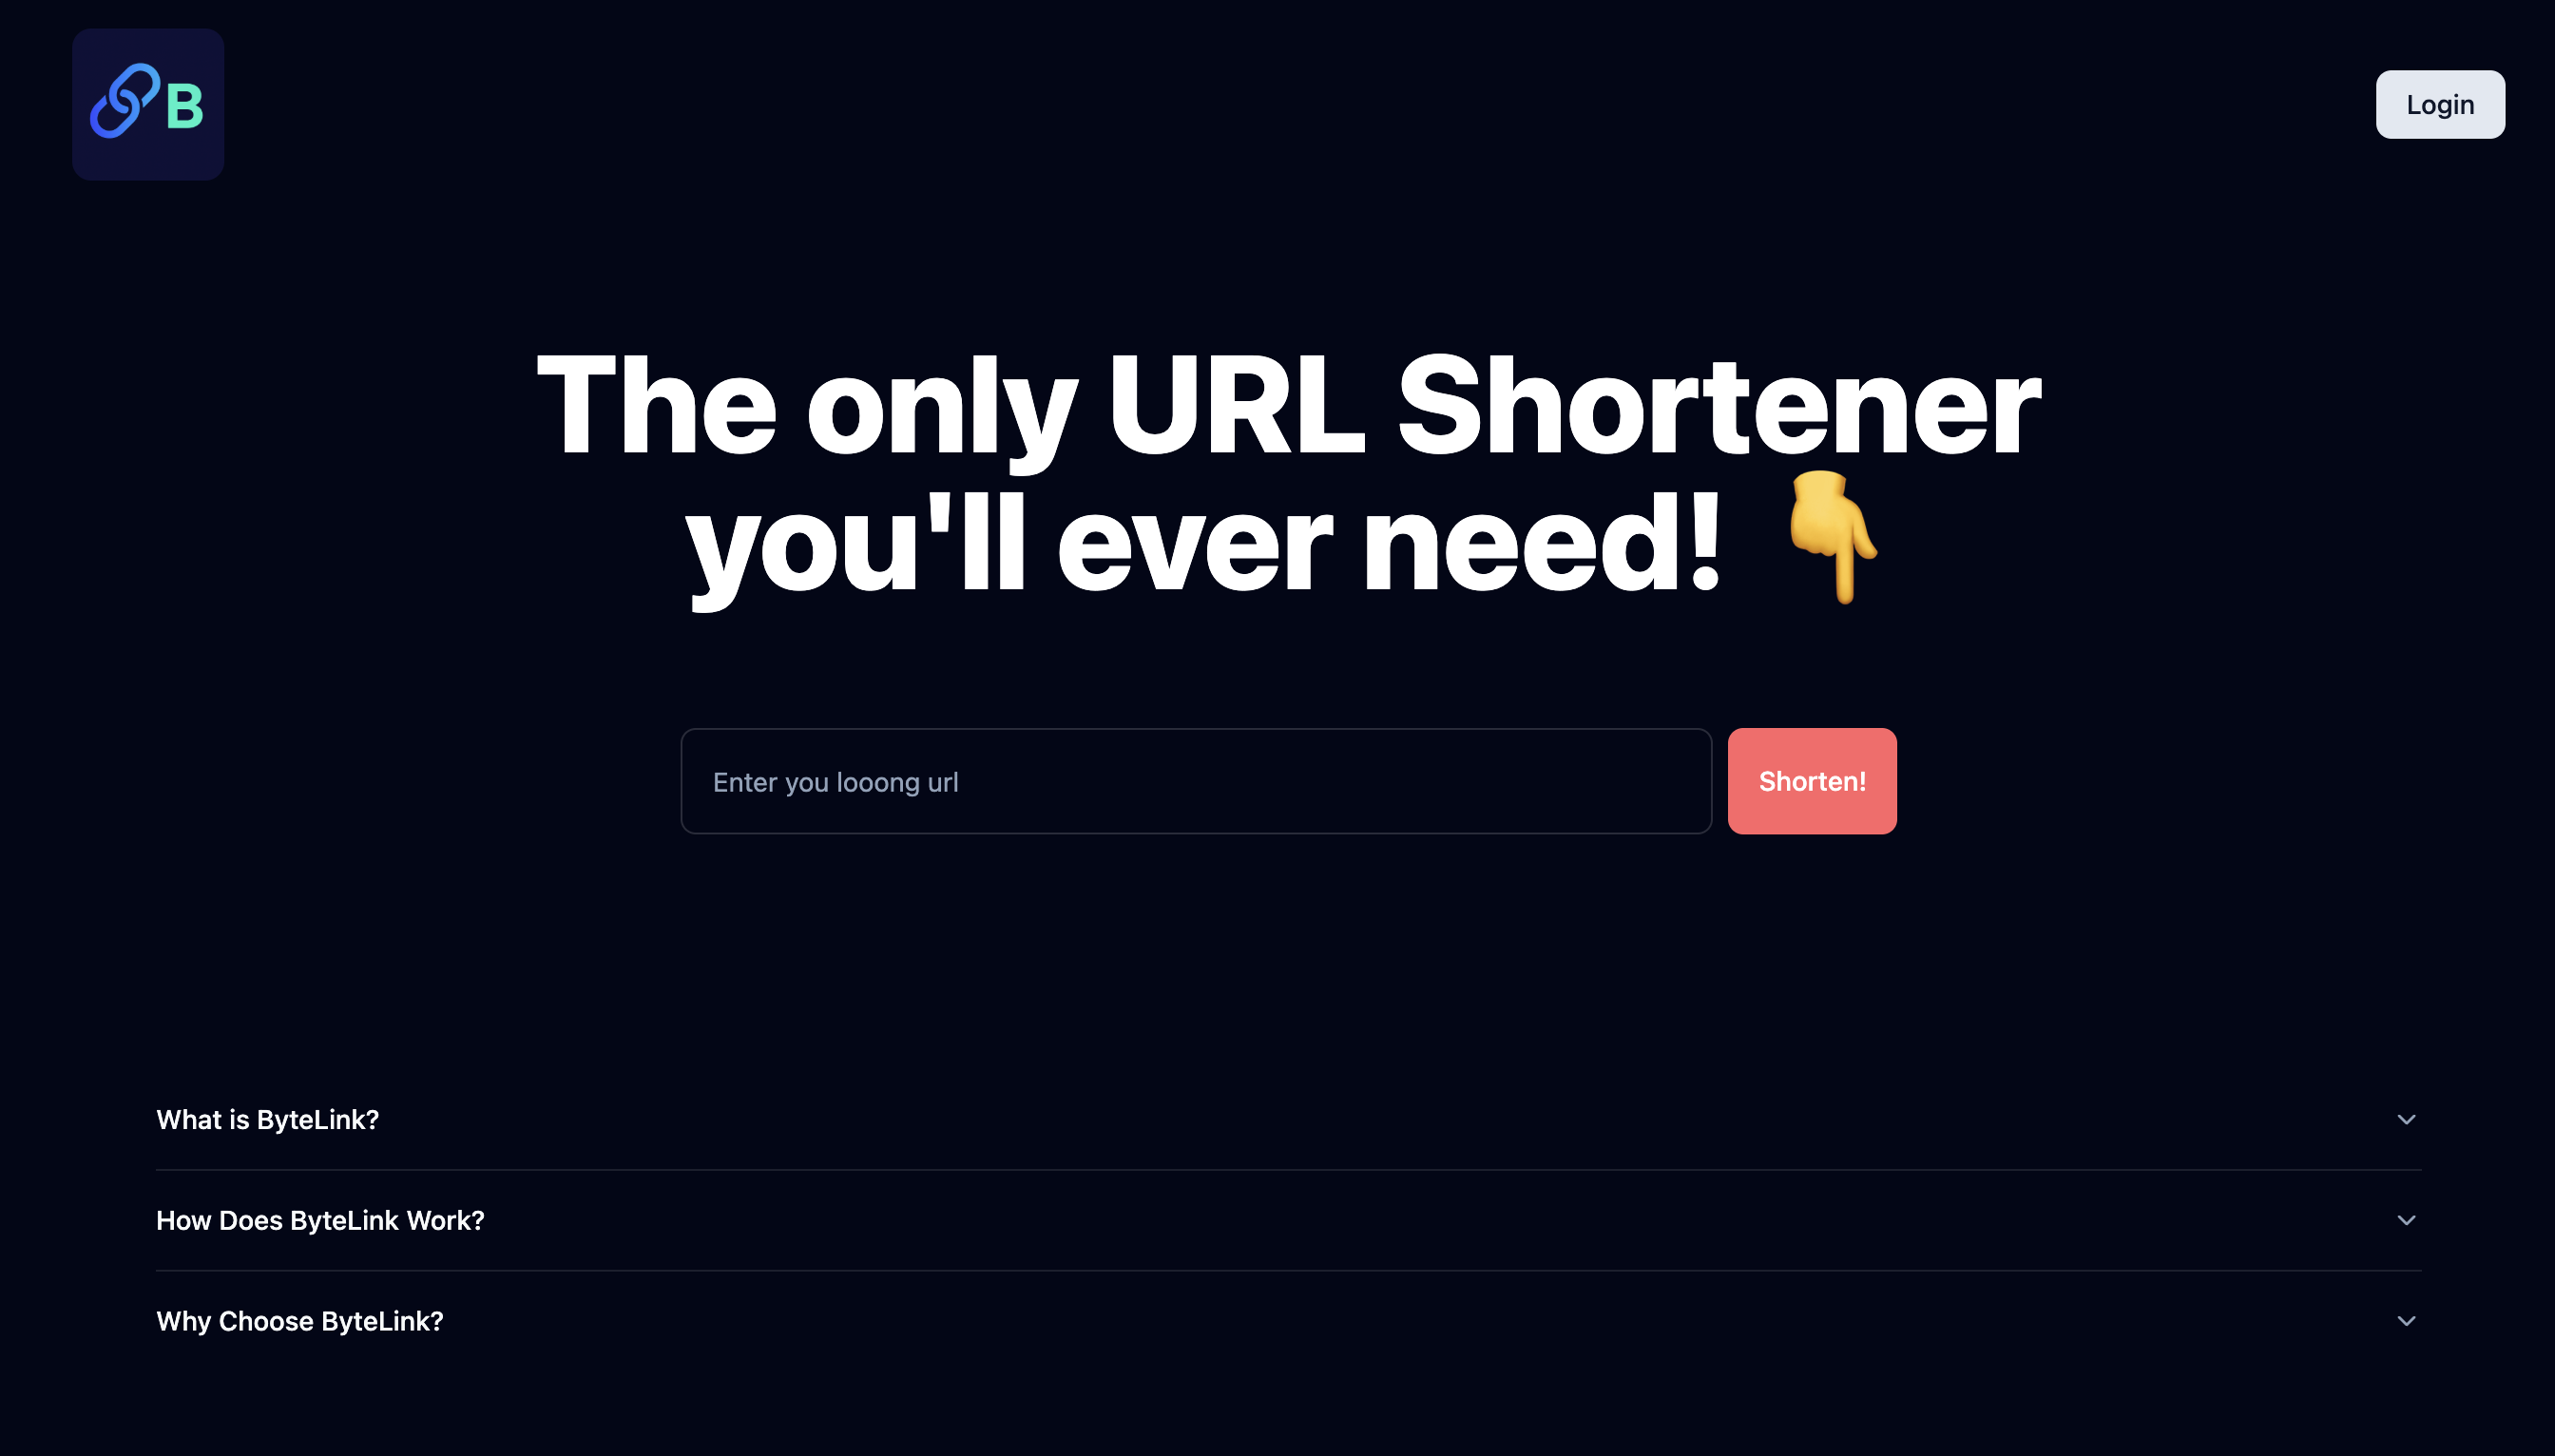 B
Login
The only URL Shortener
you'll ever need! 👇
Enter you looong url
Shorten!
What is ByteLink?
How Does ByteLink Work?
Why Choose ByteLink?